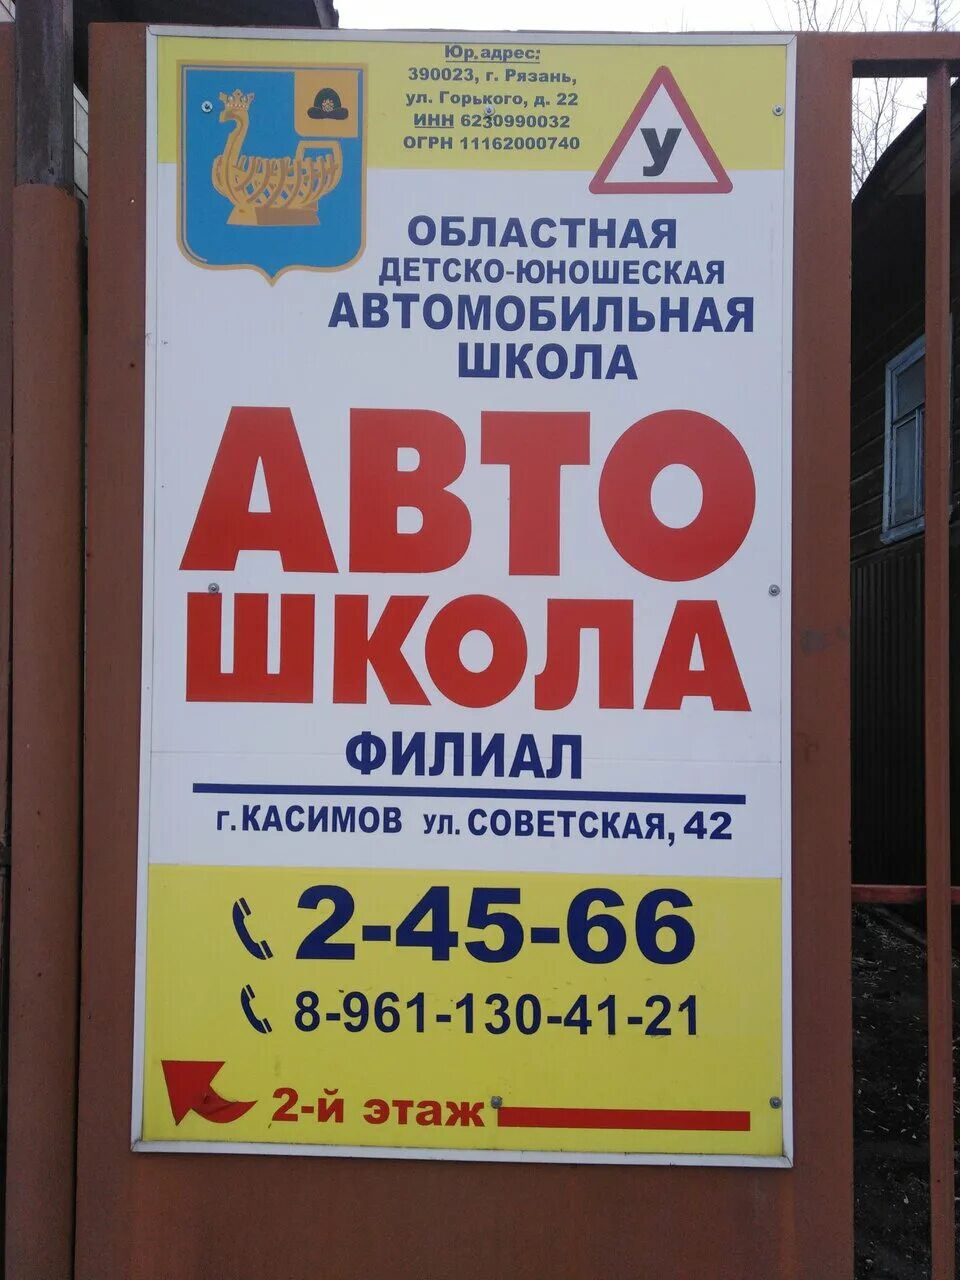 Юр.адрес:
390023, г. Рязань,
ул. Горького, д. 22
ИНН 6230990032
ОГРН 11162000740
У
ОБЛАСТНАЯ
ДЕТСКО-ЮНОШЕСКАЯ
АВТОМОБИЛЬНАЯ
ШКОЛА
АВТО
ШКОЛА
ФИЛИАЛ
г.КАСИМОВ ул.СОВЕТСКАЯ, 42
2-45-66
8-961-130-41-21
2-й этаж